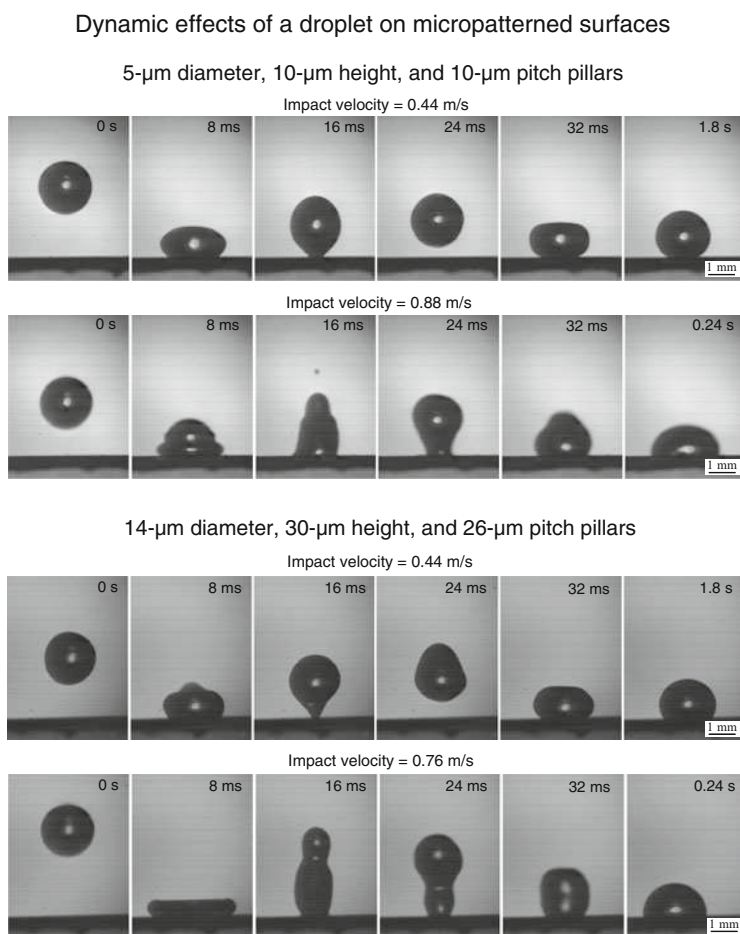 Dynamic effects of a droplet on micropatterned surfaces
5-µm diameter, 10-µm height, and 10-µm pitch pillars
Impact velocity = 0.44 m/s
0 s 8 ms 16 ms 24 ms 32 ms 1.8 s
1 mm
Impact velocity = 0.88 m/s
0 s 8 ms 16 ms 24 ms 32 ms 0.24 s
1 mm
14-µm diameter, 30-µm height, and 26-µm pitch pillars
Impact velocity = 0.44 m/s
0 s 8 ms 16 ms 24 ms 32 ms 1.8 s
1 mm
Impact velocity = 0.76 m/s
0 s 8 ms 16 ms 24 ms 32 ms 0.24 s
1 mm